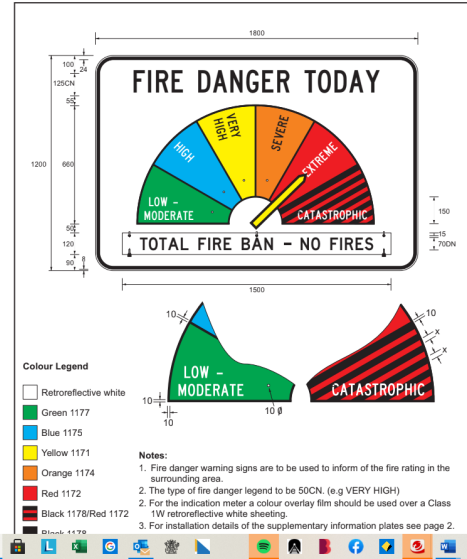 1800
100
24
125CN
55
1200
660
50
120
90
8
FIRE DANGER TODAY
LOW –
MODERATE
HIGH
VERY
HIGH
SEVERE
EXTREME
CATASTROPHIC
TOTAL FIRE BAN – NO FIRES
150
15
70DN
1500
10
LOW –
MODERATE
10
10
10 Ø
CATASTROPHIC
10
x
x
Colour Legend
Retroreflective white
Green 1177
Blue 1175
Yellow 1171
Orange 1174
Red 1172
Black 1178/Red 1172
Black 1178
Notes:
1. Fire danger warning signs are to be used to inform of the fire rating in the
surrounding area.
2. The type of fire danger legend to be 50CN. (e.g VERY HIGH)
2. For the indication meter a colour overlay film should be used over a Class
1W retroreflective white sheeting.
3. For installation details of the supplementary information plates see page 2.